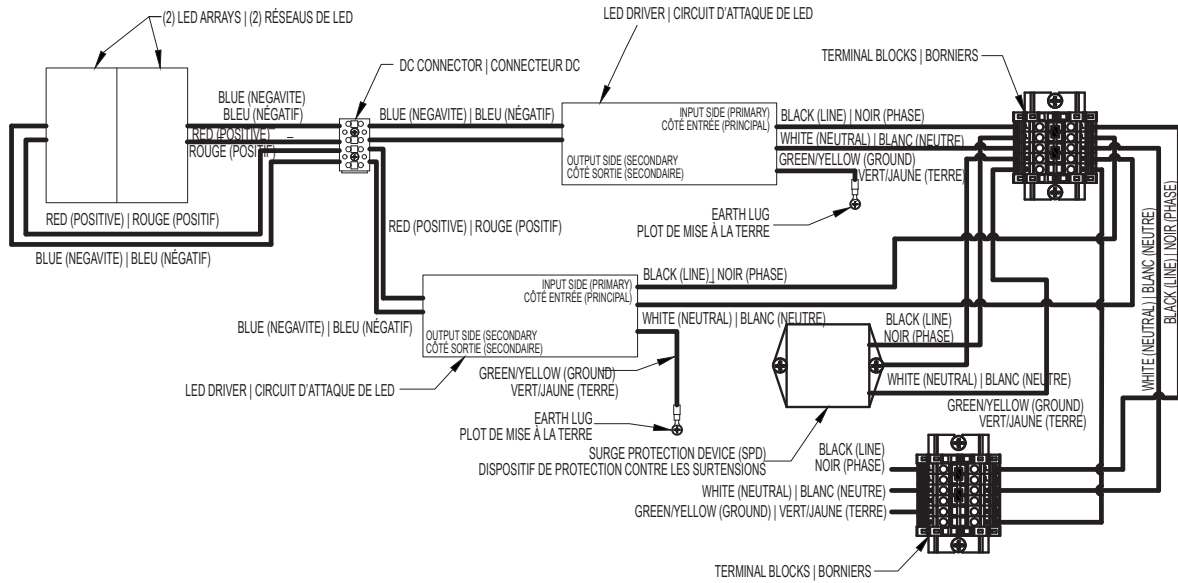 (2) LED ARRAYS | (2) RÉSEAUS DE LED
LED DRIVER | CIRCUIT D'ATTAQUE DE LED
TERMINAL BLOCKS | BORNIERS
DC CONNECTOR | CONNECTEUR DC
BLUE (NEGAVITE)
BLEU (NÉGATIF)
RED (POSITIVE)
ROUGE (POSITIF)
BLUE (NEGAVITE) | BLEU (NÉGATIF)
INPUT SIDE (PRIMARY)
CÔTÉ ENTRÉE (PRINCIPAL)
OUTPUT SIDE (SECONDARY
CÔTÉ SORTIE (SECONDAIRE)
BLACK (LINE) | NOIR (PHASE)
WHITE (NEUTRAL) | BLANC (NEUTRE)
GREEN/YELLOW (GROUND)
VERT/JAUNE (TERRE)
EARTH LUG
PLOT DE MISE À LA TERRE
RED (POSITIVE) | ROUGE (POSITIF)
BLUE (NEGAVITE) | BLEU (NÉGATIF)
RED (POSITIVE) | ROUGE (POSITIF)
BLACK (LINE) | NOIR (PHASE)
INPUT SIDE (PRIMARY)
CÔTÉ ENTRÉE (PRINCIPAL)
OUTPUT SIDE (SECONDARY
CÔTÉ SORTIE (SECONDAIRE)
BLUE (NEGAVITE) | BLEU (NÉGATIF)
WHITE (NEUTRAL) | BLANC (NEUTRE)
GREEN/YELLOW (GROUND)
VERT/JAUNE (TERRE)
LED DRIVER | CIRCUIT D'ATTAQUE DE LED
EARTH LUG
PLOT DE MISE À LA TERRE
BLACK (LINE)
NOIR (PHASE)
WHITE (NEUTRAL) | BLANC (NEUTRE)
GREEN/YELLOW (GROUND)
VERT/JAUNE (TERRE)
SURGE PROTECTION DEVICE (SPD)
DISPOSITIF DE PROTECTION CONTRE LES SURTENSIONS
WHITE (NEUTRAL) | BLANC (NEUTRE)
BLACK (LINE) | NOIR (PHASE)
BLACK (LINE)
NOIR (PHASE)
WHITE (NEUTRAL) | BLANC (NEUTRE)
GREEN/YELLOW (GROUND) | VERT/JAUNE (TERRE)
TERMINAL BLOCKS | BORNIERS